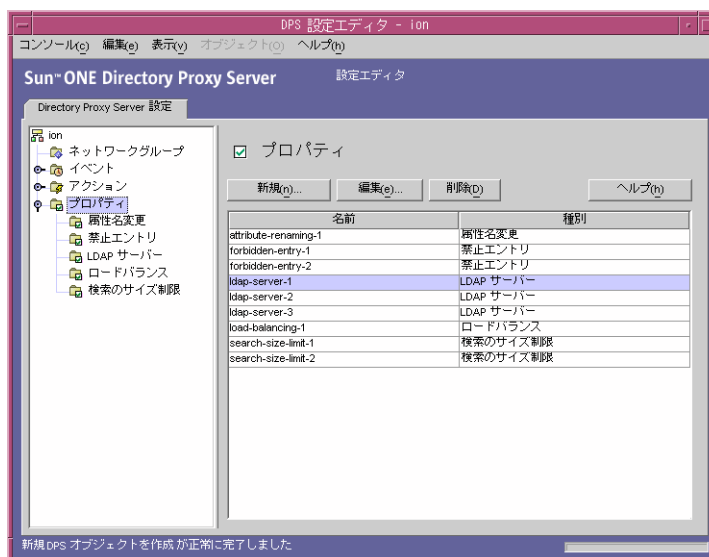 DPS 設定エディタ - ion
コンソール(c) 編集(e) 表示(v) オブジェクト(O) ヘルプ(h)
Sun™ ONE Directory Proxy Server 設定エディタ
Directory Proxy Server 設定
ion
ネットワークグループ
イベント
アクション
プロパティ
属性名変更
禁止エントリ
LDAP サーバー
ロードバランス
検索のサイズ制限
プロパティ
新規(n)... 編集(e)... 削除(D) ヘルプ(h)
名前 種別
attribute-renaming-1 属性名変更
forbidden-entry-1 禁止エントリ
forbidden-entry-2 禁止エントリ
ldap-server-1 LDAP サーバー
ldap-server-2 LDAP サーバー
ldap-server-3 LDAP サーバー
load-balancing-1 ロードバランス
search-size-limit-1 検索のサイズ制限
search-size-limit-2 検索のサイズ制限
新規 DPS オブジェクトを作成 が正常に完了しました